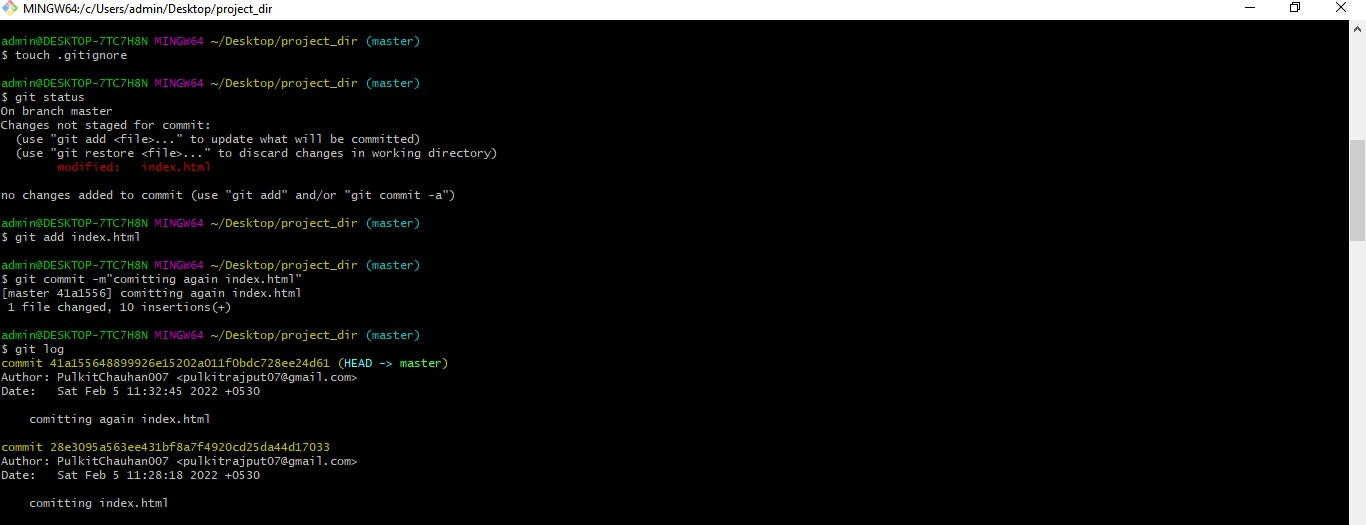 MINGW64:/c/Users/admin/Desktop/project_dir
admin@DESKTOP-7TC7H8N MINGW64 ~/Desktop/project_dir (master)
$ touch .gitignore
admin@DESKTOP-7TC7H8N MINGW64 ~/Desktop/project_dir (master)
$ git status
On branch master
Changes not staged for commit:
  (use "git add <file>..." to update what will be committed)
  (use "git restore <file>..." to discard changes in working directory)
        modified:   index.html
no changes added to commit (use "git add" and/or "git commit -a")
admin@DESKTOP-7TC7H8N MINGW64 ~/Desktop/project_dir (master)
$ git add index.html
admin@DESKTOP-7TC7H8N MINGW64 ~/Desktop/project_dir (master)
$ git commit -m"comitting again index.html"
[master 41a1556] comitting again index.html
 1 file changed, 10 insertions(+)
admin@DESKTOP-7TC7H8N MINGW64 ~/Desktop/project_dir (master)
$ git log
commit 41a155648899926e15202a011f0bdc728ee24d61 (HEAD -> master)
Author: PulkitChauhan007 <pulkitrajput07@gmail.com>
Date:   Sat Feb 5 11:32:45 2022 +0530
    comitting again index.html
commit 28e3095a563ee431bf8a7f4920cd25da44d17033
Author: PulkitChauhan007 <pulkitrajput07@gmail.com>
Date:   Sat Feb 5 11:28:18 2022 +0530
    comitting index.html